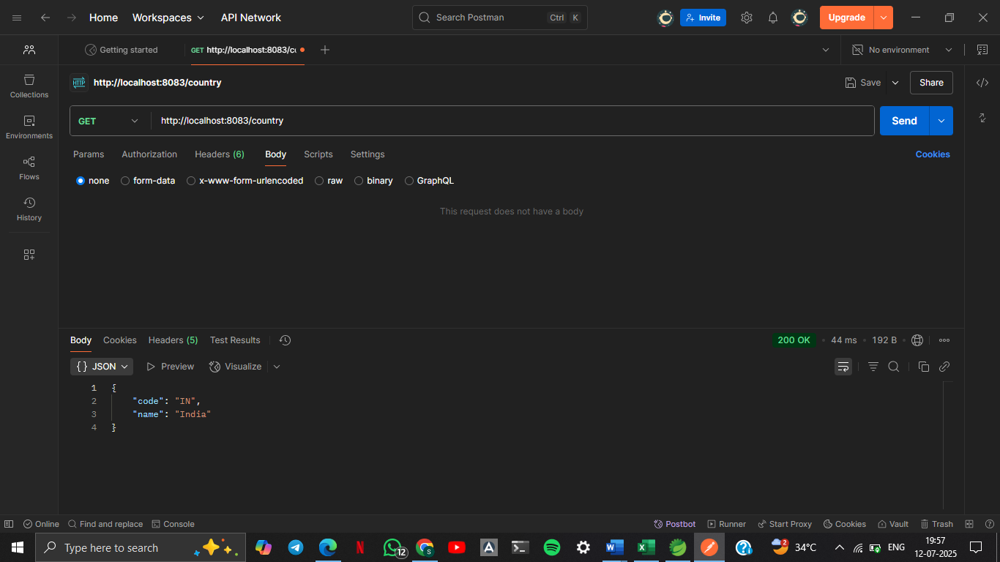 Home Workspaces API Network Search Postman Ctrl K Invite Upgrade
Getting started GET http://localhost:8083/c No environment
HTTP http://localhost:8083/country Save Share
Collections
GET http://localhost:8083/country Send
Environments
Params Authorization Headers (6) Body Scripts Settings Cookies
Flows
none form-data x-www-form-urlencoded raw binary GraphQL
History
This request does not have a body
Body Cookies Headers (5) Test Results 200 OK • 44 ms • 192 B
{ } JSON Preview Visualize
1 {
2 "code": "IN",
3 "name": "India"
4 }
Online Find and replace Console Postbot Runner Start Proxy Cookies Vault Trash
Type here to search 12 2 34°C ENG 19:57
12-07-2025